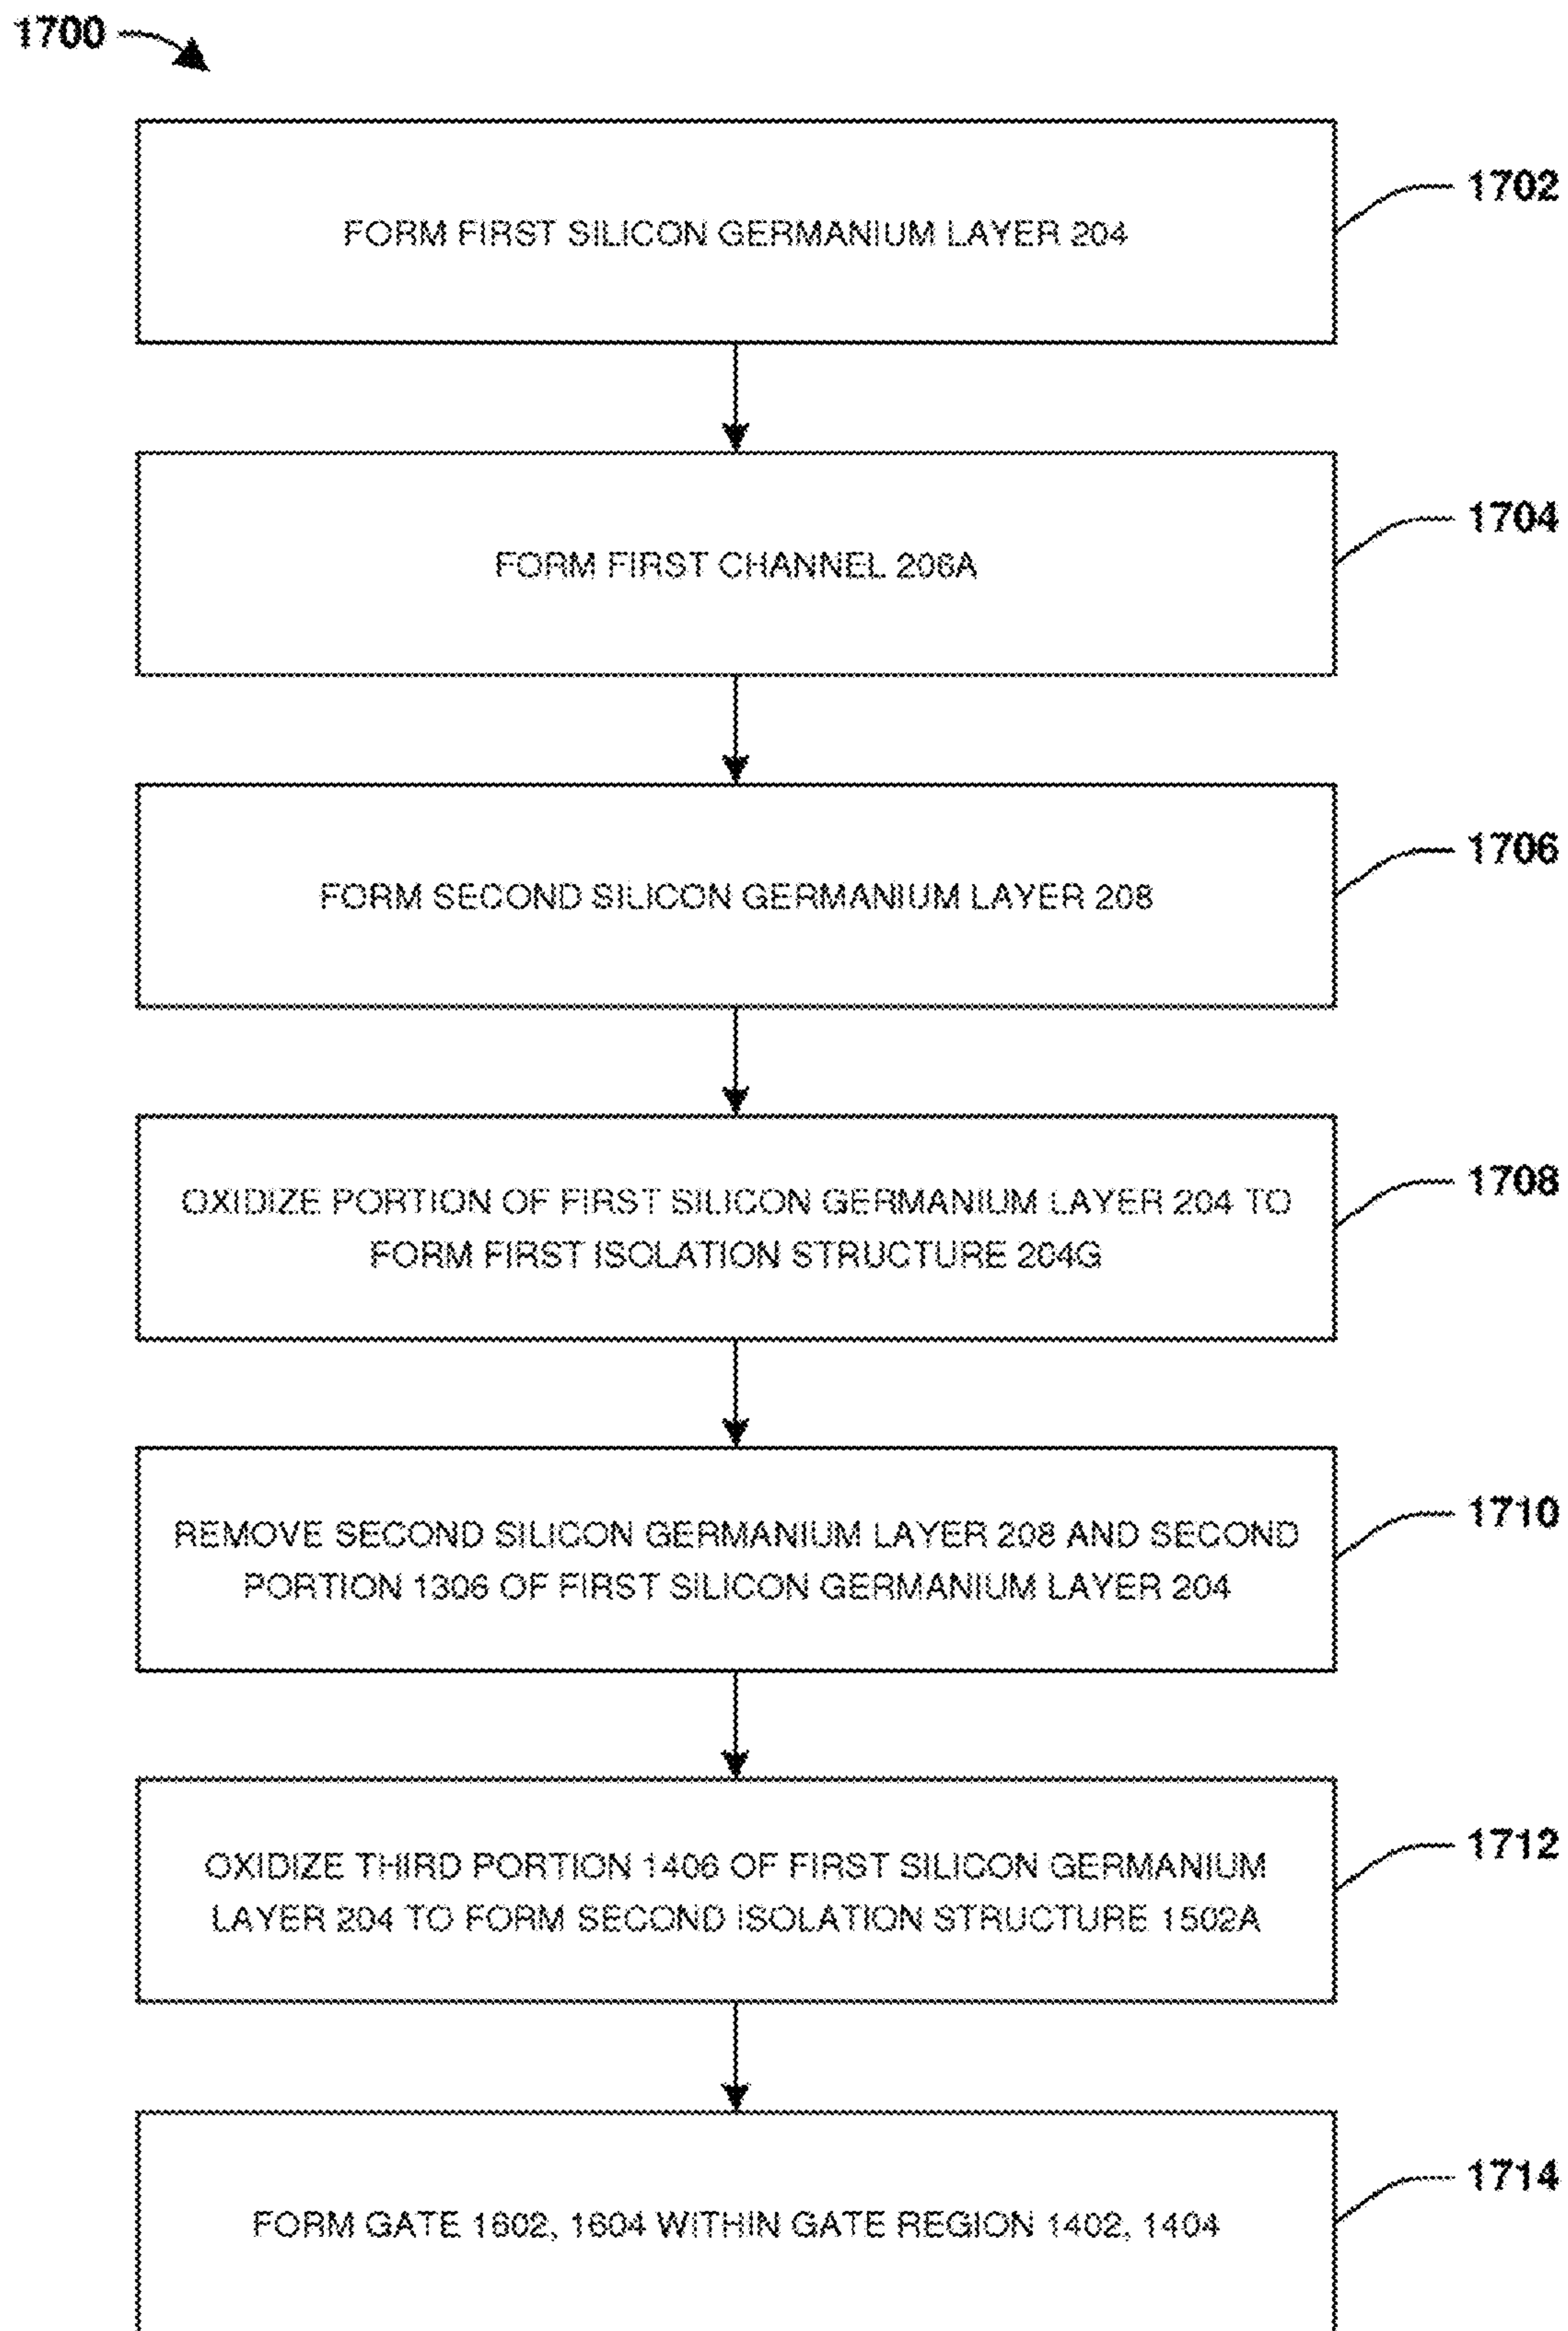 1700
FORM FIRST SILICON GERMANIUM LAYER 204
1702
FORM FIRST CHANNEL 206A
1704
FORM SECOND SILICON GERMANIUM LAYER 208
1706
OXIDIZE PORTION OF FIRST SILICON GERMANIUM LAYER 204 TO
FORM FIRST ISOLATION STRUCTURE 204G
1708
REMOVE SECOND SILICON GERMANIUM LAYER 208 AND SECOND
PORTION 1306 OF FIRST SILICON GERMANIUM LAYER 204
1710
OXIDIZE THIRD PORTION 1406 OF FIRST SILICON GERMANIUM
LAYER 204 TO FORM SECOND ISOLATION STRUCTURE 1502A
1712
FORM GATE 1602, 1604 WITHIN GATE REGION 1402, 1404
1714